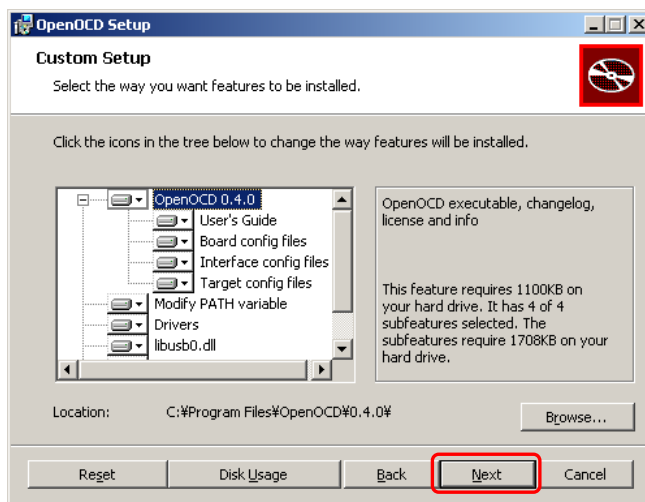 OpenOCD Setup
Custom Setup
Select the way you want features to be installed.
Click the icons in the tree below to change the way features will be installed.
OpenOCD 0.4.0
User's Guide
Board config files
Interface config files
Target config files
Modify PATH variable
Drivers
libusb0.dll
OpenOCD executable, changelog,
license and info
This feature requires 1100KB on
your hard drive. It has 4 of 4
subfeatures selected. The
subfeatures require 1708KB on your
hard drive.
Location: C:¥Program Files¥OpenOCD¥0.4.0¥
Browse...
Reset Disk Usage Back Next Cancel